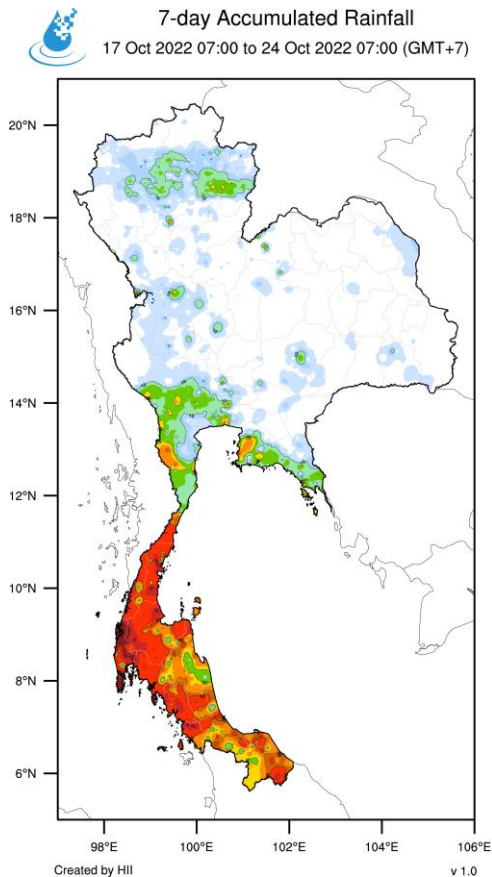 7-day Accumulated Rainfall
17 Oct 2022 07:00 to 24 Oct 2022 07:00 (GMT+7)
20°N
18°N
16°N
14°N
12°N
10°N
8°N
6°N
98°E 100°E 102°E 104°E 106°E
Created by HII v 1.0